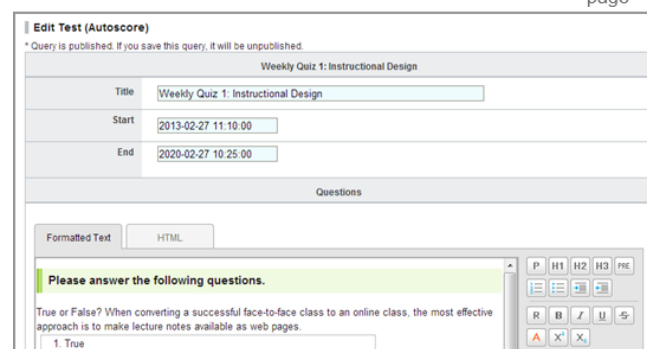 page
Edit Test (Autoscore)
* Query is published. If you save this query, it will be unpublished.
Weekly Quiz 1: Instructional Design
Title Weekly Quiz 1: Instructional Design
Start 2013-02-27 11:10:00
End 2020-02-27 10:25:00
Questions
Formatted Text HTML
P H1 H2 H3 PRE
Please answer the following questions.
True or False? When converting a successful face-to-face class to an online class, the most effective
approach is to make lecture notes available as web pages.
R B I U S
A X² X₂
1. True